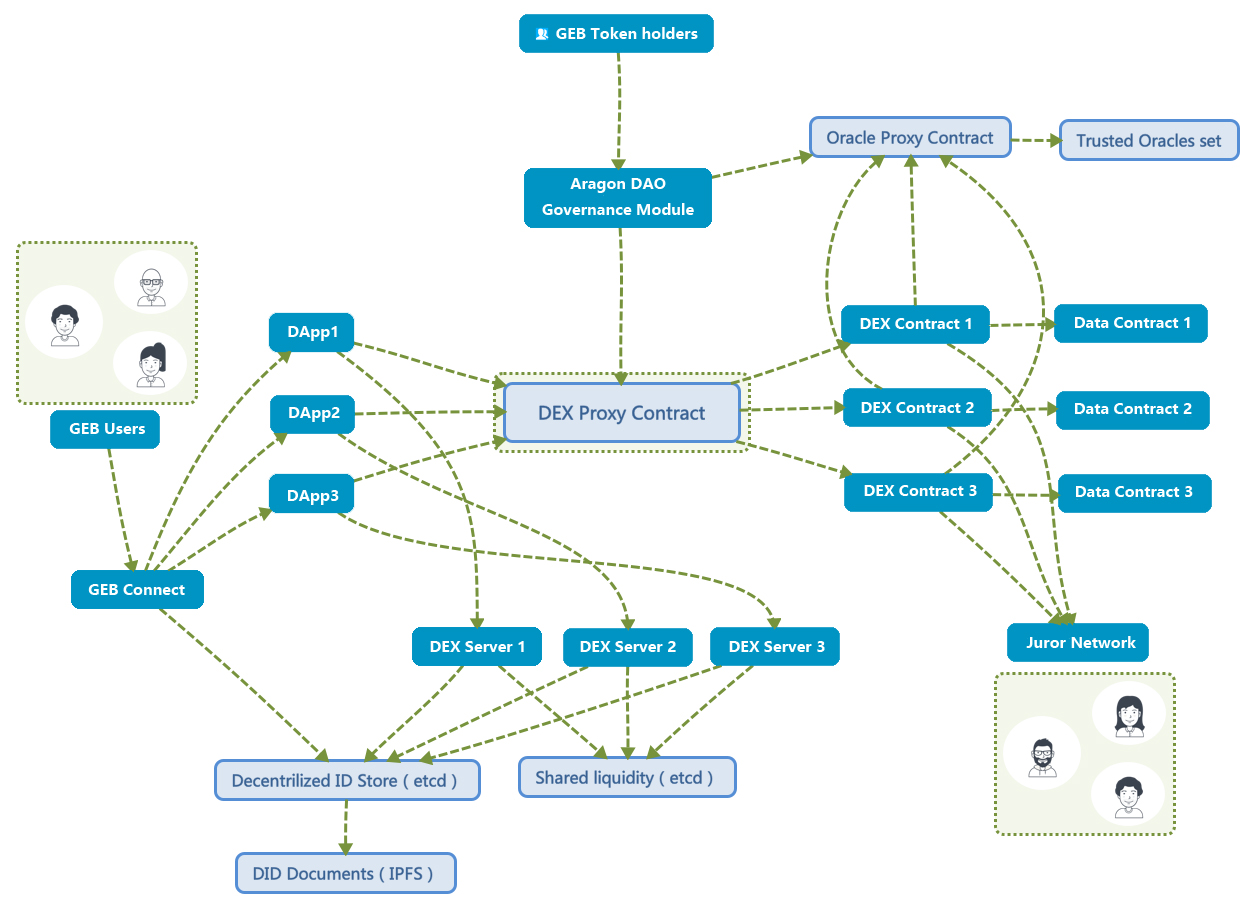 GEB Token holders
Oracle Proxy Contract
Trusted Oracles set
Aragon DAO
Governance Module
DApp1
DEX Contract 1
Data Contract 1
GEB Users
DApp2
DEX Proxy Contract
DEX Contract 2
Data Contract 2
DApp3
DEX Contract 3
Data Contract 3
GEB Connect
DEX Server 1
DEX Server 2
DEX Server 3
Juror Network
Decentrilized ID Store ( etcd )
Shared liquidity ( etcd )
DID Documents ( IPFS )